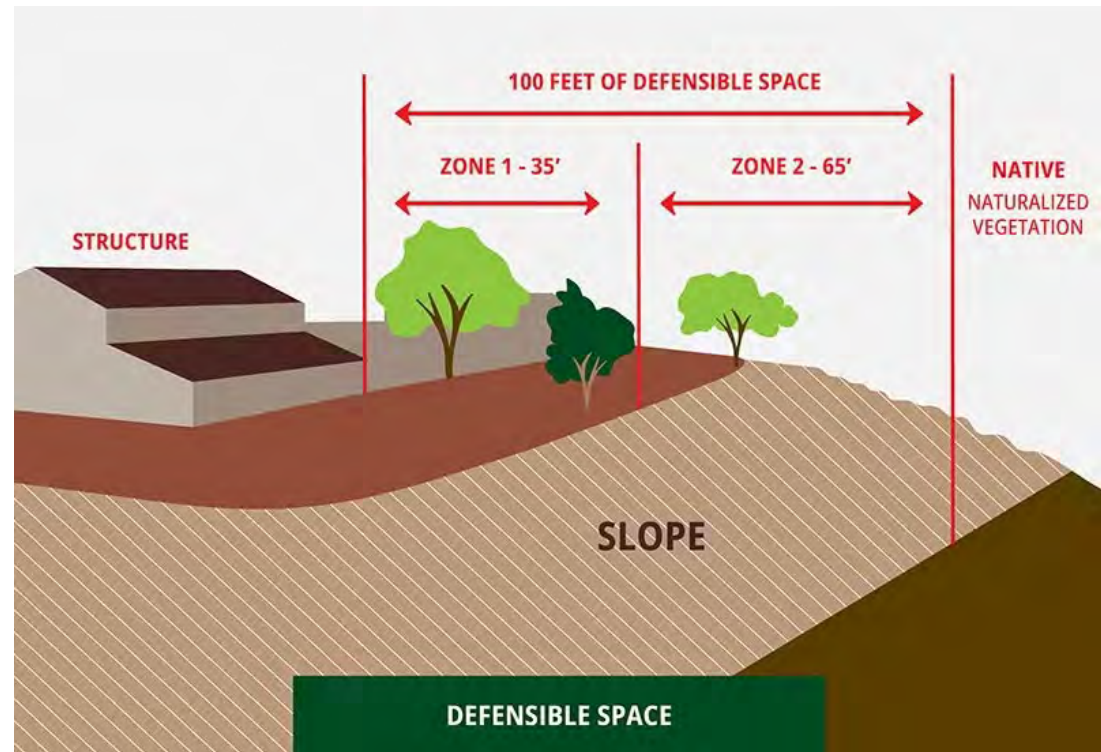 100 FEET OF DEFENSIBLE SPACE
ZONE 1 - 35'
ZONE 2 - 65'
NATIVE
NATURALIZED
VEGETATION
STRUCTURE
SLOPE
DEFENSIBLE SPACE